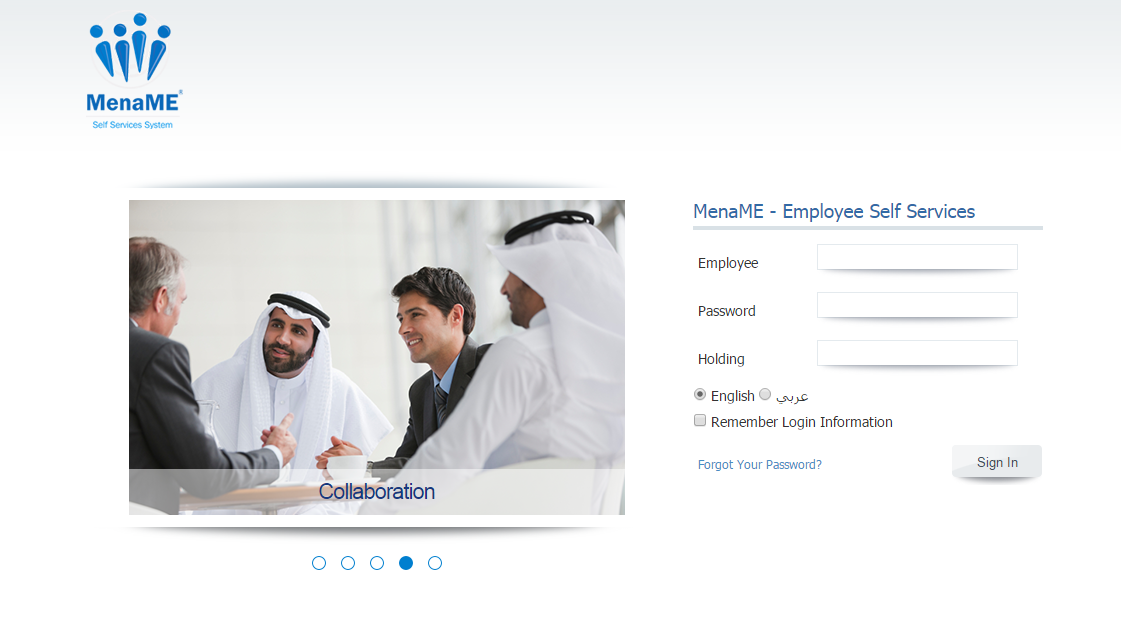 MenaME®
Self Services System
MenaME - Employee Self Services
Employee
Password
Holding
English عربي
Remember Login Information
Forgot Your Password? Sign In
Collaboration